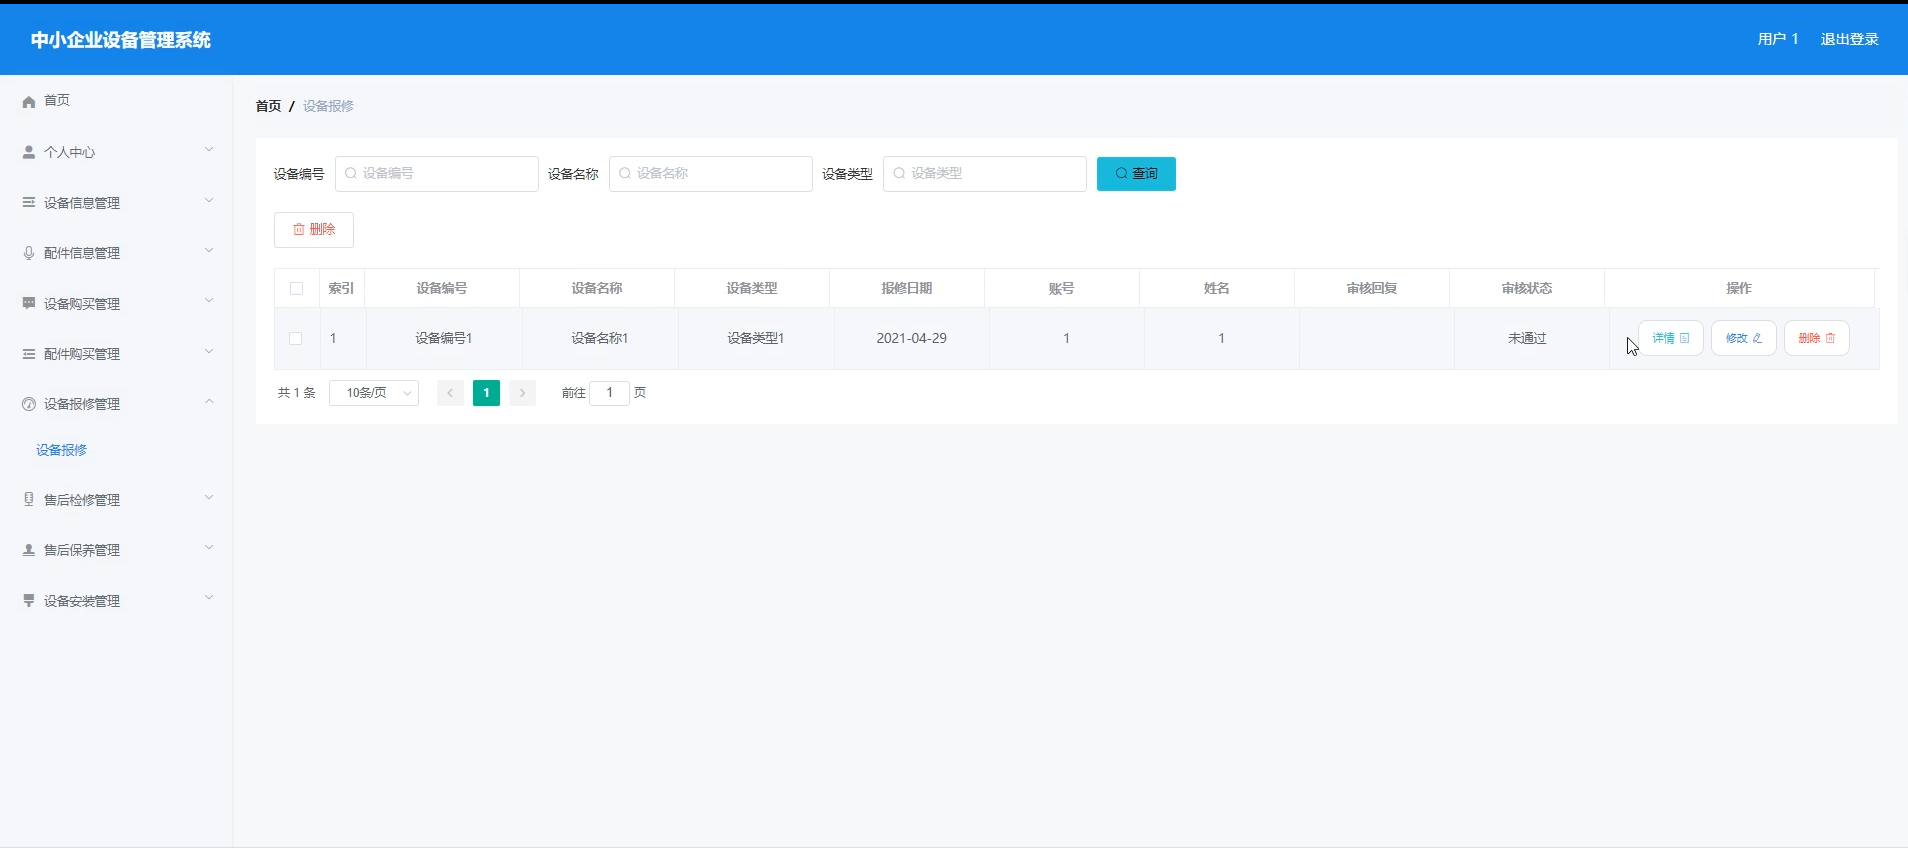 中小企业设备管理系统
用户 1 退出登录
首页
个人中心
设备信息管理
配件信息管理
设备购买管理
配件购买管理
设备报修管理
设备报修
售后检修管理
售后保养管理
设备安装管理
首页 / 设备报修
设备编号 设备编号 设备名称 设备名称 设备类型 设备类型 查询
删除
索引 设备编号 设备名称 设备类型 报修日期 账号 姓名 审核回复 审核状态 操作
1 设备编号1 设备名称1 设备类型1 2021-04-29 1 1 未通过 详情 修改 删除
共 1 条 10条/页 1 前往 1 页